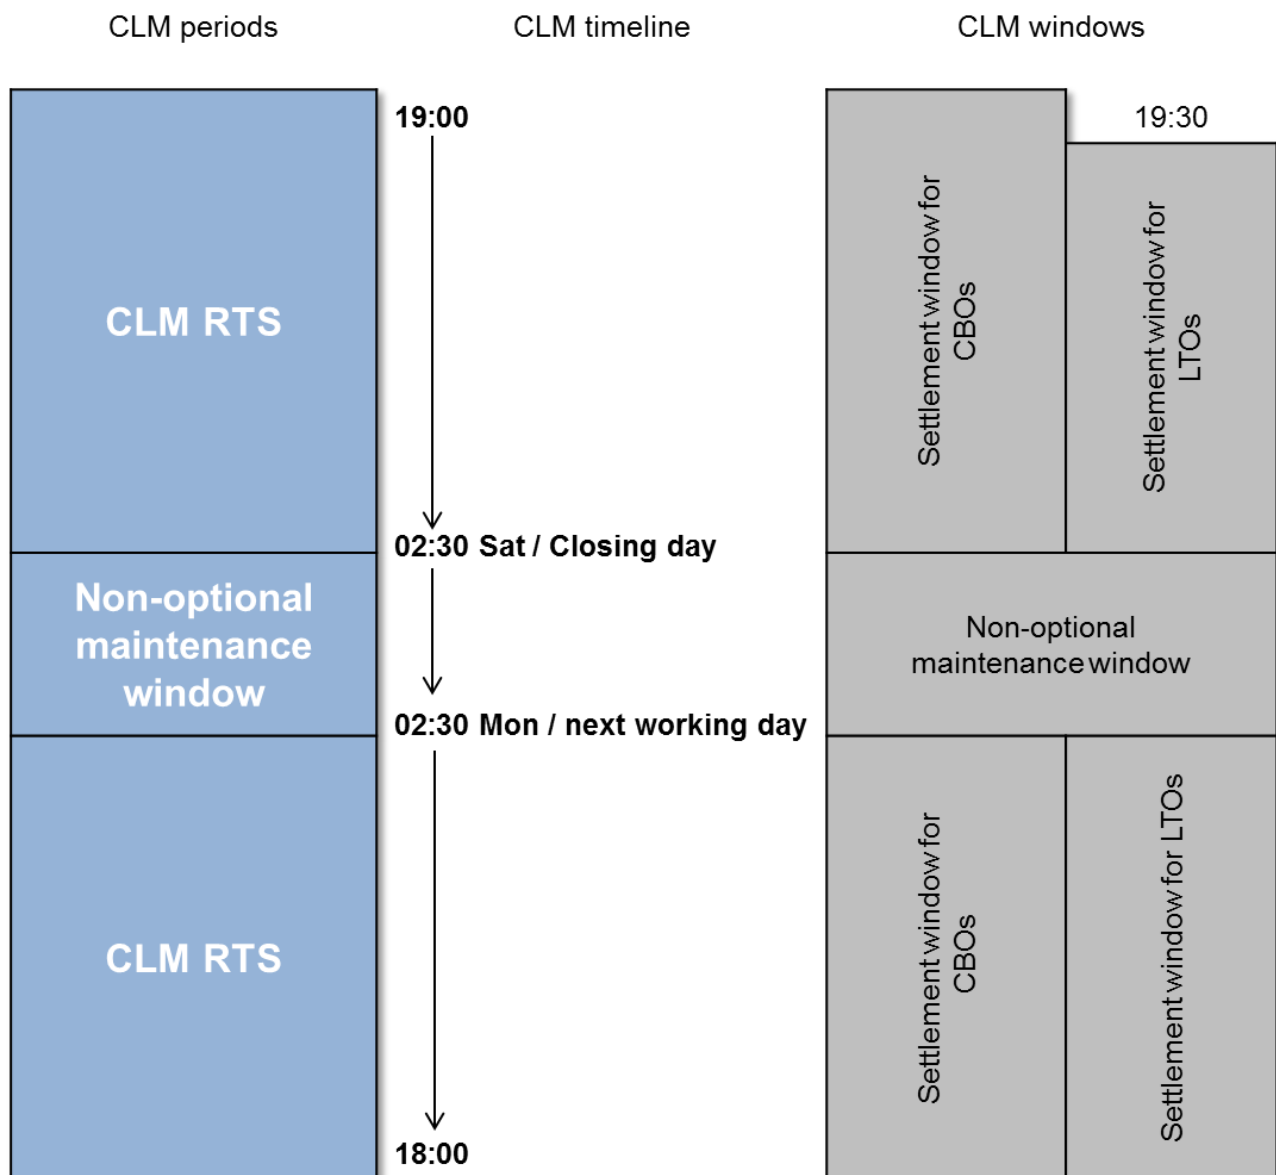 CLM periods
CLM timeline
CLM windows
19:00
19:30
CLM RTS
Settlement window for
CBOs
Settlement window for
LTOs
02:30 Sat / Closing day
Non-optional
maintenance
window
Non-optional
maintenance window
02:30 Mon / next working day
CLM RTS
Settlement window for
CBOs
Settlement window for LTOs
18:00